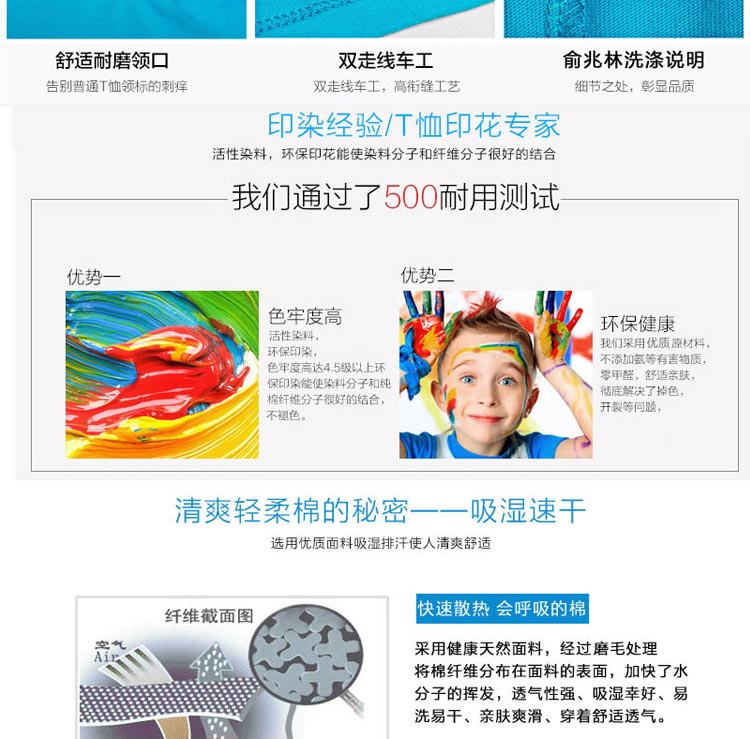 舒适耐磨领口
告别普通T恤领标的刺痒
双走线车工
双走线车工，高衔缝工艺
俞兆林洗涤说明
细节之处，彰显品质
印染经验/T恤印花专家
活性染料，环保印花能使染料分子和纤维分子很好的结合
我们通过了500耐用测试
优势一
色牢度高
活性染料，
环保印染，
色牢度高达4.5级以上环
保印染能使染料分子和纯
棉纤维分子很好的结合，
不褪色。
优势二
环保健康
我们采用优质原材料，
不添加氨等有害物质，
零甲醛，舒适亲肤，
彻底解决了掉色，
开裂等问题，
清爽轻柔棉的秘密——吸湿速干
选用优质面料吸湿排汗使人清爽舒适
纤维截面图
空气
Air
快速散热 会呼吸的棉
采用健康天然面料，经过磨毛处理
将棉纤维分布在面料的表面，加快了水
分子的挥发，透气性强、吸湿幸好、易
洗易干、亲肤爽滑、穿着舒适透气。